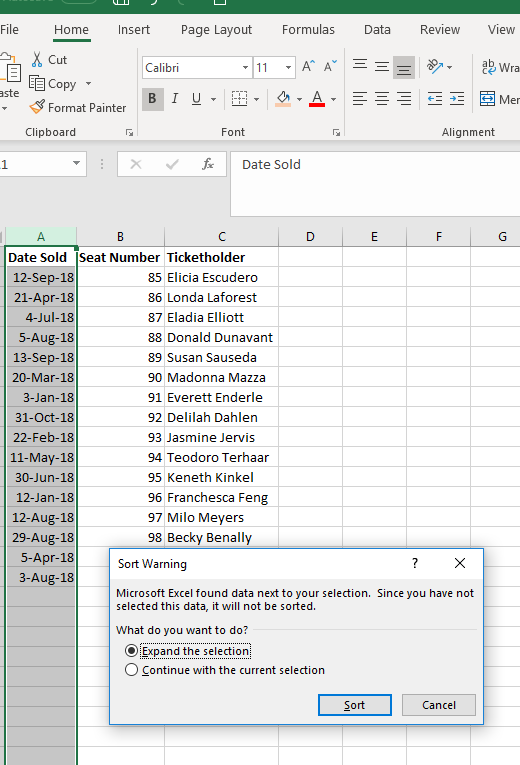 File Home Insert Page Layout Formulas Data Review View
Cut
Copy
Format Painter
Clipboard
Calibri 11
B I U
Font
ab Wra
Mer
Alignment
fx Date Sold
A B C D E F G
Date Sold Seat Number Ticketholder
12-Sep-18 85 Elicia Escudero
21-Apr-18 86 Londa Laforest
4-Jul-18 87 Eladia Elliott
5-Aug-18 88 Donald Dunavant
13-Sep-18 89 Susan Sauseda
20-Mar-18 90 Madonna Mazza
3-Jan-18 91 Everett Enderle
31-Oct-18 92 Delilah Dahlen
22-Feb-18 93 Jasmine Jervis
11-May-18 94 Teodoro Terhaar
30-Jun-18 95 Keneth Kinkel
12-Jan-18 96 Franchesca Feng
12-Aug-18 97 Milo Meyers
29-Aug-18 98 Becky Benally
5-Apr-18
3-Aug-18
Sort Warning ?
Microsoft Excel found data next to your selection. Since you have not
selected this data, it will not be sorted.
What do you want to do?
Expand the selection
Continue with the current selection
Sort Cancel